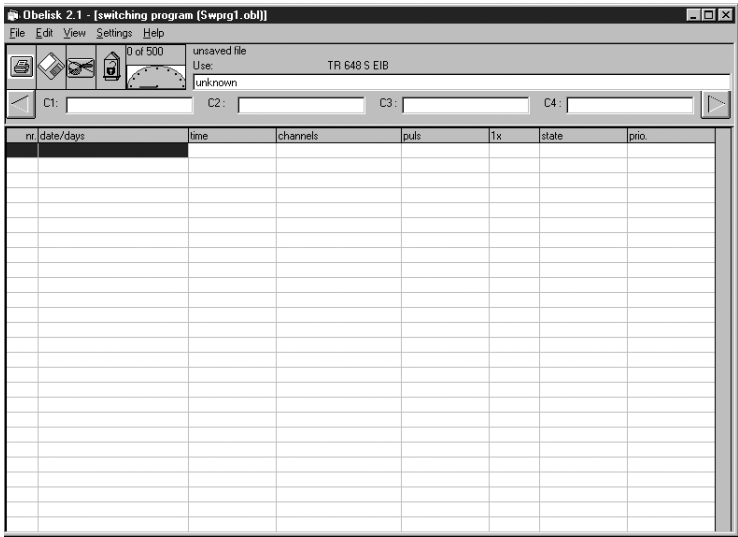 Obelisk 2.1 - [switching program (Swprg1.obl)]
File Edit View Settings Help
0 of 500
unsaved file
Use: TR 648 S EIB
unknown
C1: C2: C3: C4:
nr. date/days time channels puls 1x state prio.